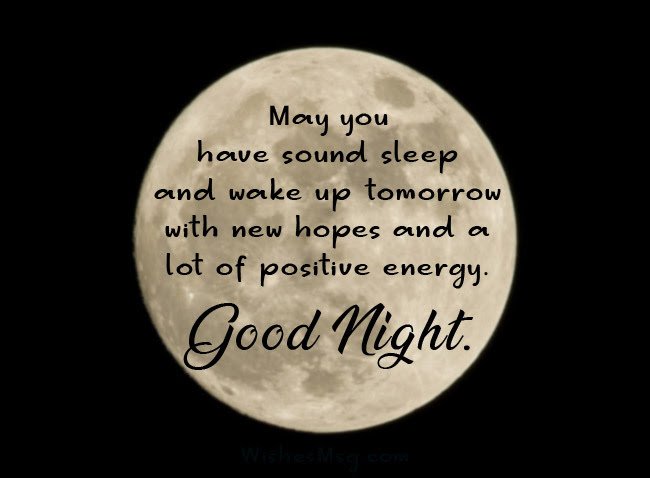 May you
have sound sleep
and wake up tomorrow
with new hopes and a
lot of positive energy.
Good Night.
WishesMsg.com